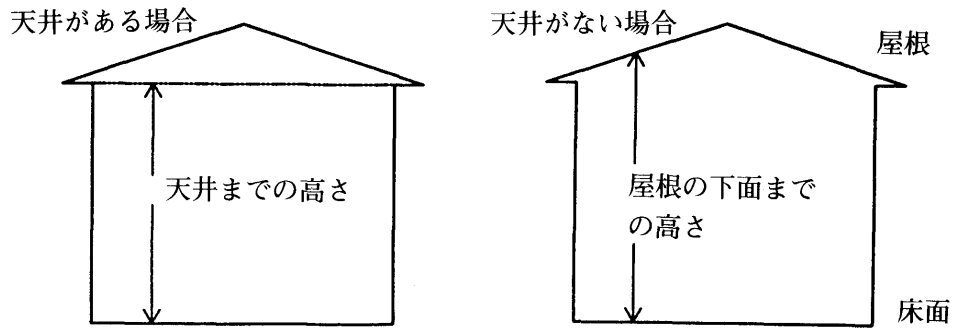 天井がある場合
天井がない場合
屋根
天井までの高さ
屋根の下面まで
の高さ
床面